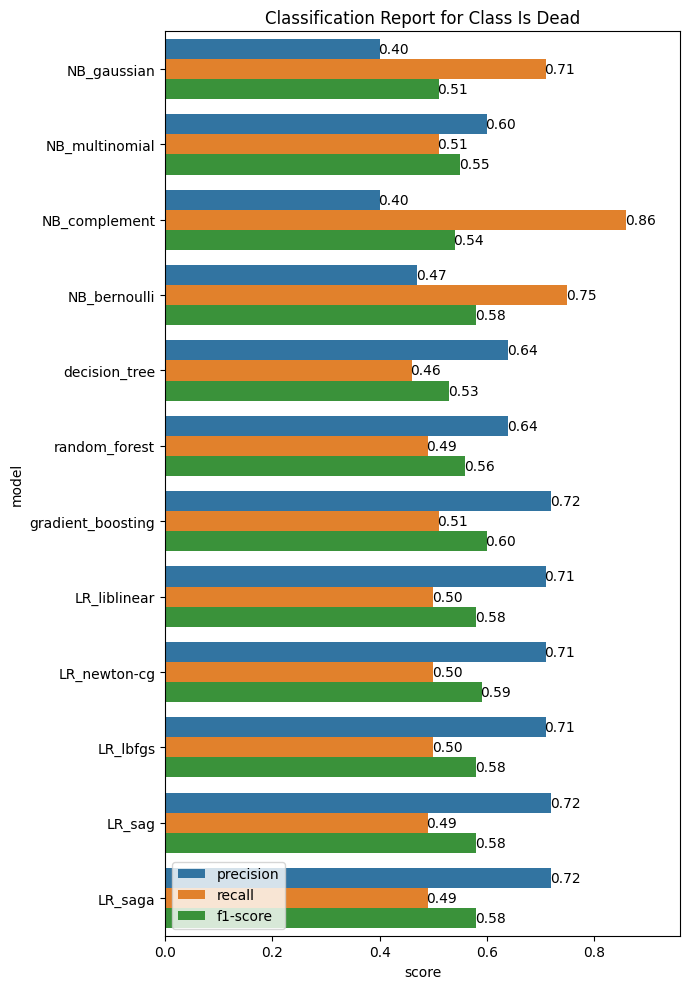 Classification Report for Class Is Dead
NB_gaussian
0.40
0.71
0.51
NB_multinomial
0.60
0.51
0.55
NB_complement
0.40
0.86
0.54
NB_bernoulli
0.47
0.75
0.58
decision_tree
0.64
0.46
0.53
random_forest
0.64
0.49
0.56
model
gradient_boosting
0.72
0.51
0.60
LR_liblinear
0.71
0.50
0.58
LR_newton-cg
0.71
0.50
0.59
LR_lbfgs
0.71
0.50
0.58
LR_sag
0.72
0.49
0.58
LR_saga
0.72
0.49
0.58
precision
recall
f1-score
0.0 0.2 0.4 0.6 0.8
score